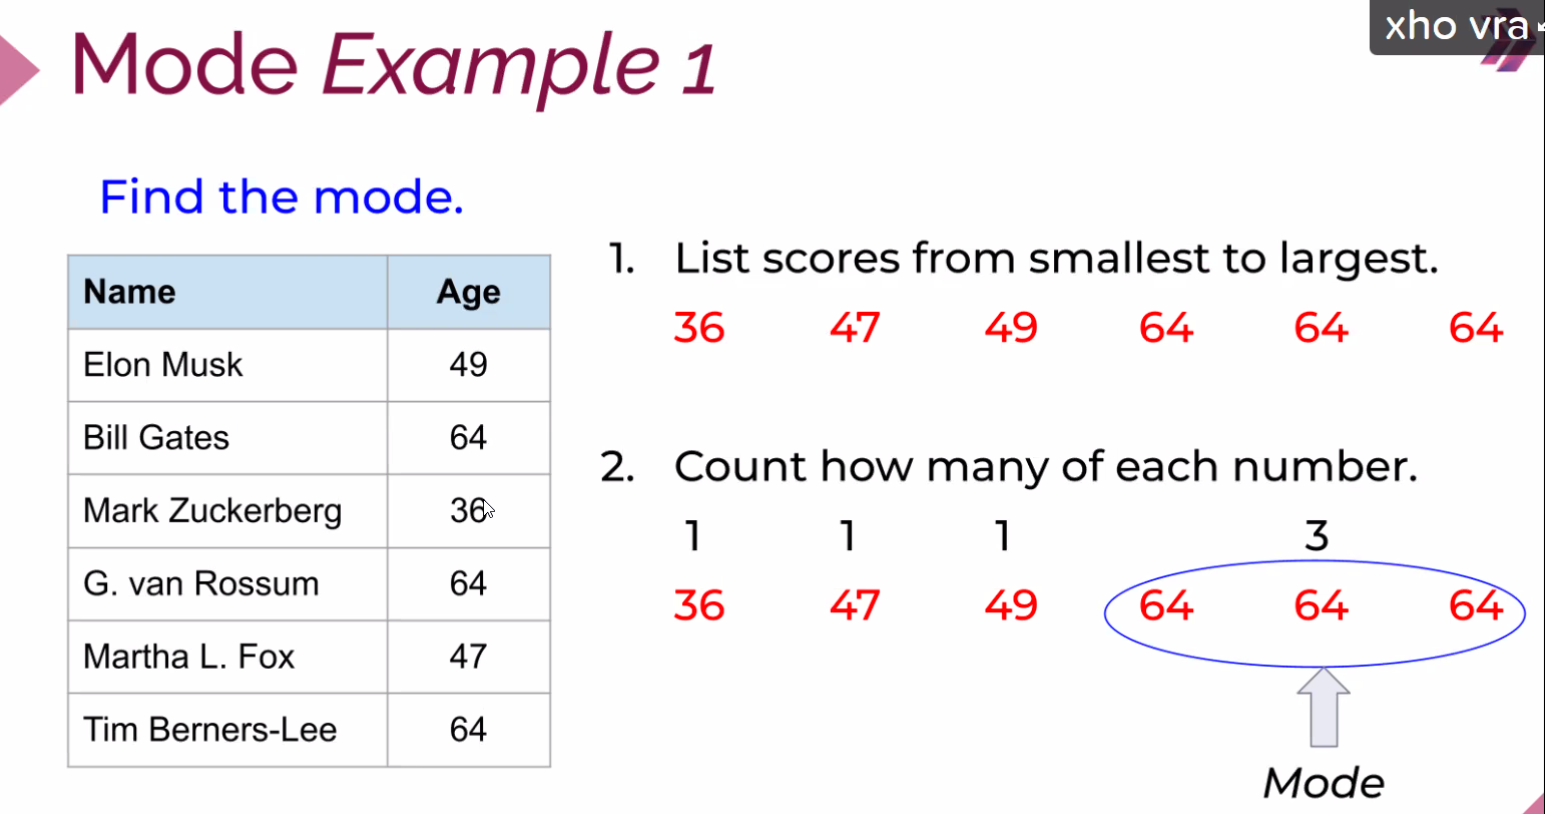 xho vra
Mode Example 1
Find the mode.
Name Age
Elon Musk 49
Bill Gates 64
Mark Zuckerberg 36
G. van Rossum 64
Martha L. Fox 47
Tim Berners-Lee 64
1. List scores from smallest to largest.
36 47 49 64 64 64
2. Count how many of each number.
1 1 1 3
36 47 49 64 64 64
Mode